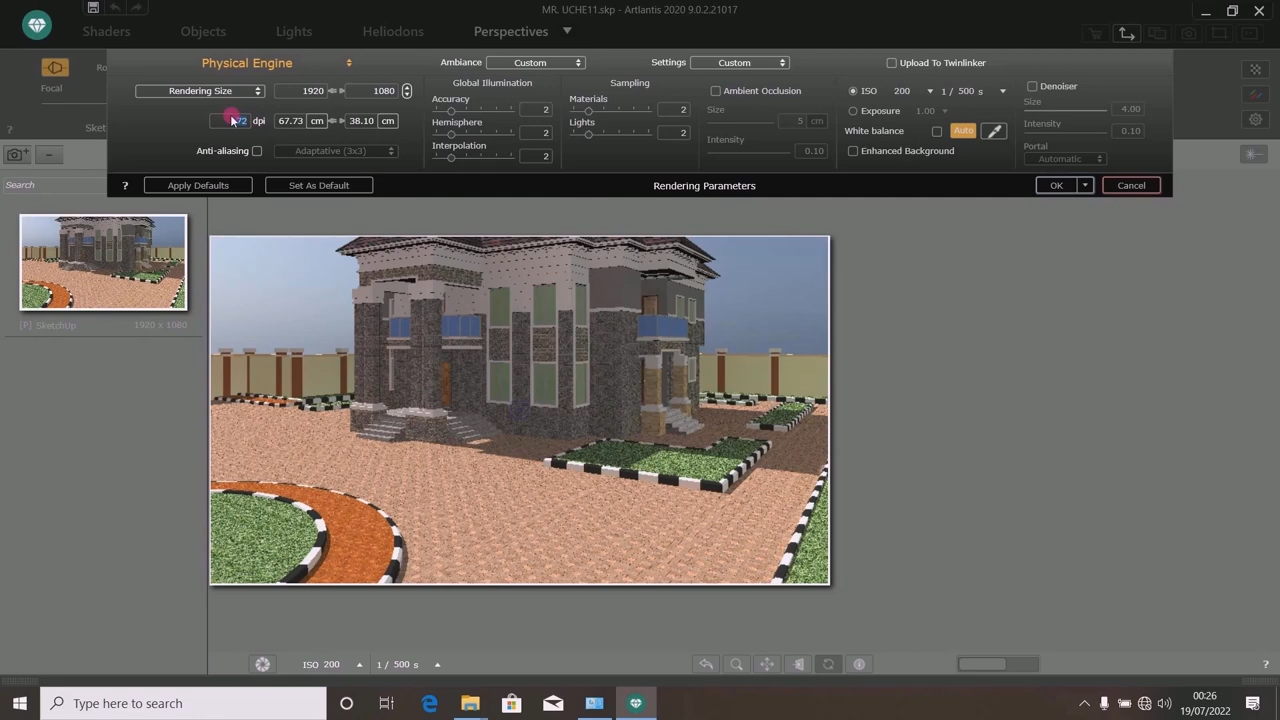 MR. UCHE11.skp - Artlantis 2020 9.0.2.21017
Shaders Objects Lights Heliodons Perspectives
Physical Engine
Ambiance Custom Settings Custom Upload To Twinlinker
Rendering Size 1920 1080
72 dpi 67.73 cm 38.10 cm
Anti-aliasing Adaptative (3x3)
Global Illumination
Accuracy 2
Hemisphere 2
Interpolation 2
Sampling
Materials 2
Lights 2
Ambient Occlusion
Size 5 cm
Intensity 0.10
ISO 200 1 / 500 s
Exposure 1.00
White balance Auto
Enhanced Background
Denoiser
Size 4.00
Intensity 0.10
Portal
Automatic
? Apply Defaults Set As Default Rendering Parameters OK Cancel
Focal
?
Search
[P] SketchUp 1920 x 1080
ISO 200 1 / 500 s ?
Type here to search
00:26
19/07/2022